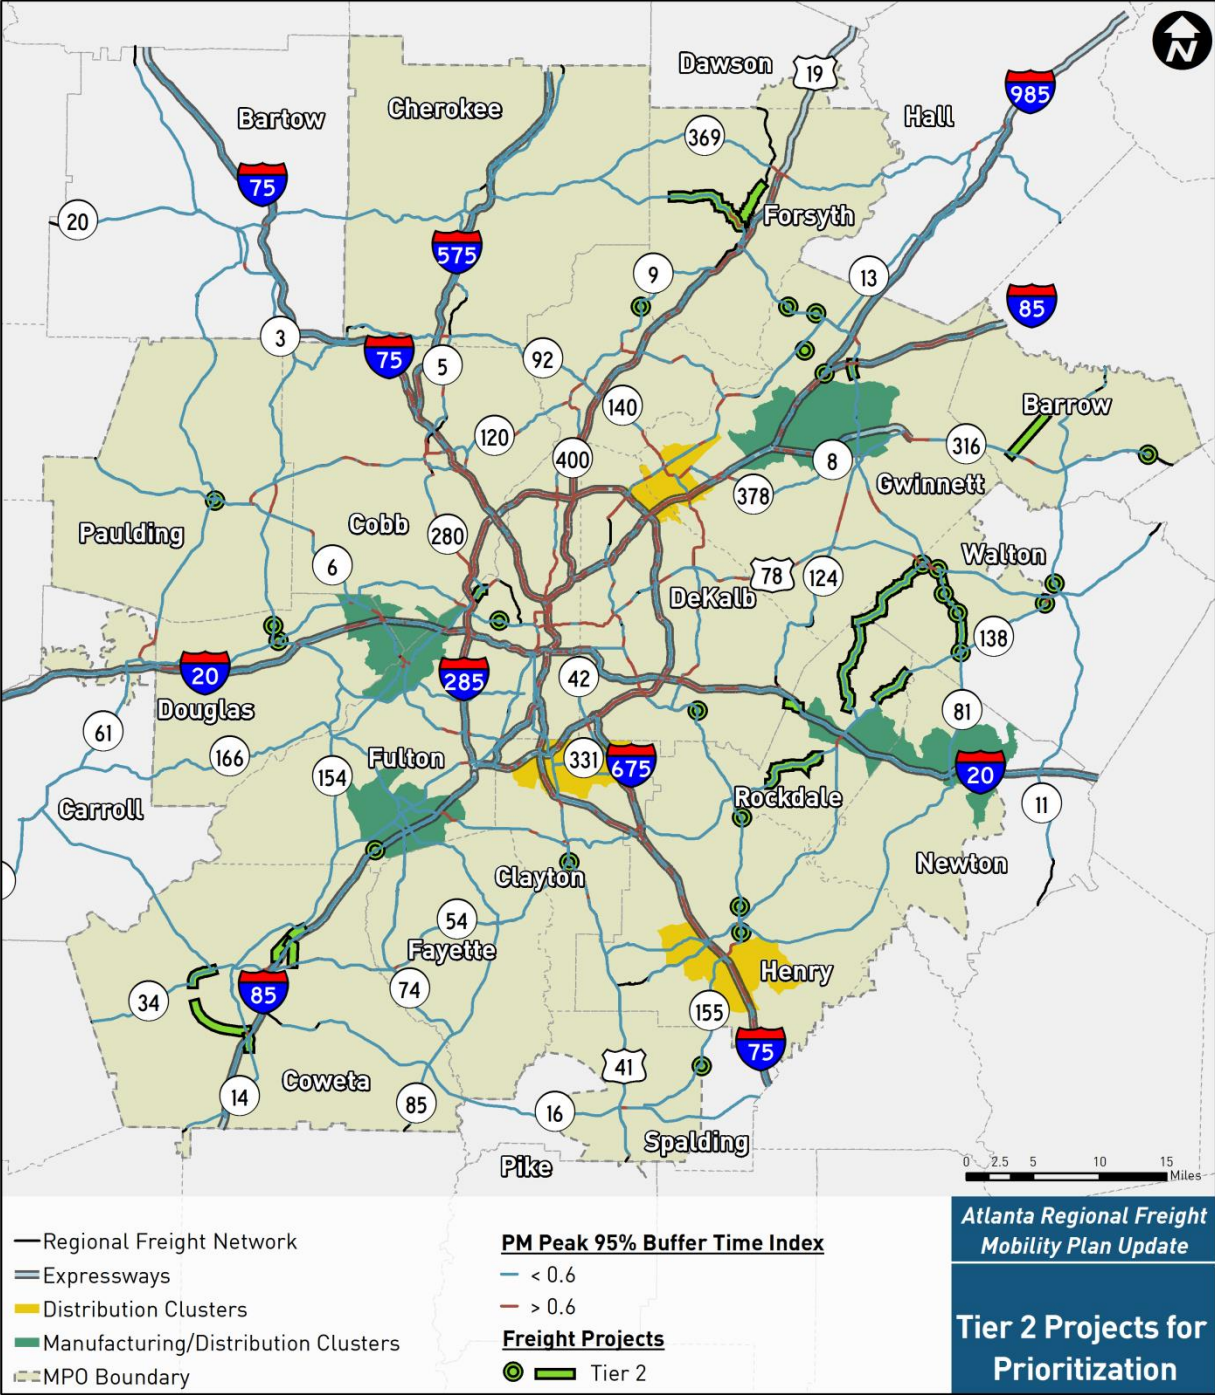 N
Dawson
19
985
Bartow
Cherokee
Hall
369
75
20
Forsyth
575
9
13
85
3
75
5
92
140
Barrow
120
400
8
316
378
Gwinnett
Paulding
Cobb
280
Walton
6
78
124
DeKalb
138
20
285
42
Douglas
61
81
166
Fulton
154
331
675
20
Rockdale
11
Carroll
Newton
Clayton
54
Fayette
Henry
34
85
74
155
75
41
Coweta
14
85
16
Spalding
Pike
0 2.5 5 10 15
Miles
Regional Freight Network
Expressways
Distribution Clusters
Manufacturing/Distribution Clusters
MPO Boundary
PM Peak 95% Buffer Time Index
< 0.6
> 0.6
Freight Projects
Tier 2
Atlanta Regional Freight
Mobility Plan Update
Tier 2 Projects for
Prioritization